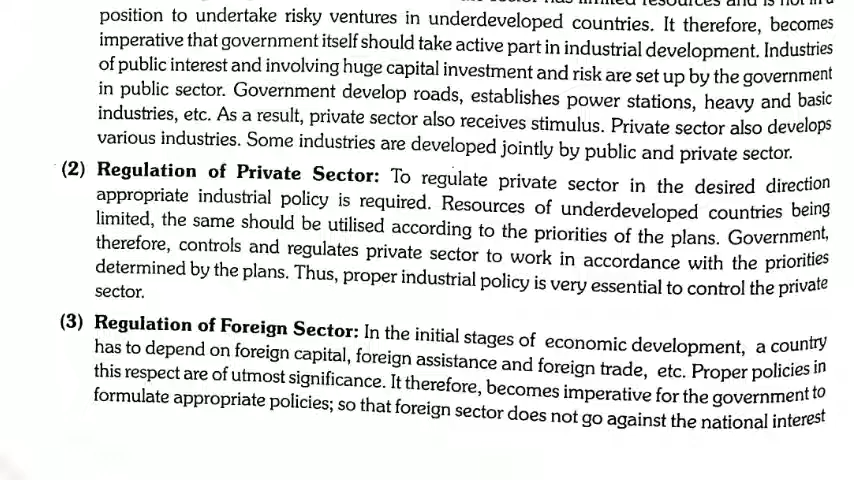 sector has limited resources and is not in a
position to undertake risky ventures in underdeveloped countries. It therefore, becomes
imperative that government itself should take active part in industrial development. Industries
of public interest and involving huge capital investment and risk are set up by the government
in public sector. Government develop roads, establishes power stations, heavy and basic
industries, etc. As a result, private sector also receives stimulus. Private sector also develops
various industries. Some industries are developed jointly by public and private sector.
(2) Regulation of Private Sector: To regulate private sector in the desired direction
appropriate industrial policy is required. Resources of underdeveloped countries being
limited, the same should be utilised according to the priorities of the plans. Government,
therefore, controls and regulates private sector to work in accordance with the priorities
determined by the plans. Thus, proper industrial policy is very essential to control the private
sector.
(3) Regulation of Foreign Sector: In the initial stages of economic development, a country
has to depend on foreign capital, foreign assistance and foreign trade, etc. Proper policies in
this respect are of utmost significance. It therefore, becomes imperative for the government to
formulate appropriate policies; so that foreign sector does not go against the national interest